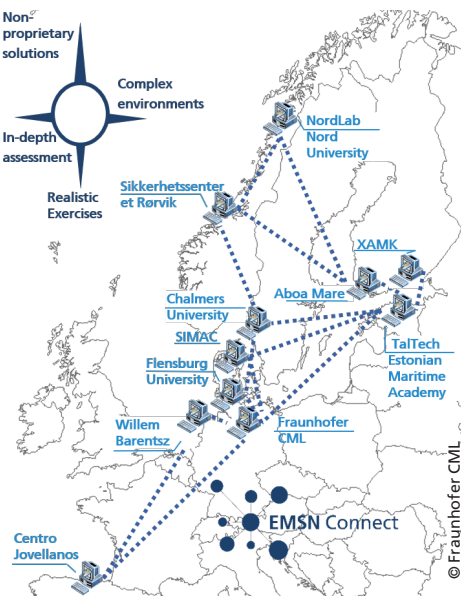 Non-
proprietary
solutions
Complex
environments
In-depth
assessment
Realistic
Exercises
NordLab
Nord
University
Sikkerhetssenter
et Rørvik
XAMK
Aboa Mare
Chalmers
University
SIMAC
TalTech
Estonian
Maritime
Academy
Flensburg
University
Willem
Barentsz
Fraunhofer
CML
EMSN Connect
Centro
Jovellanos
© Fraunhofer CML